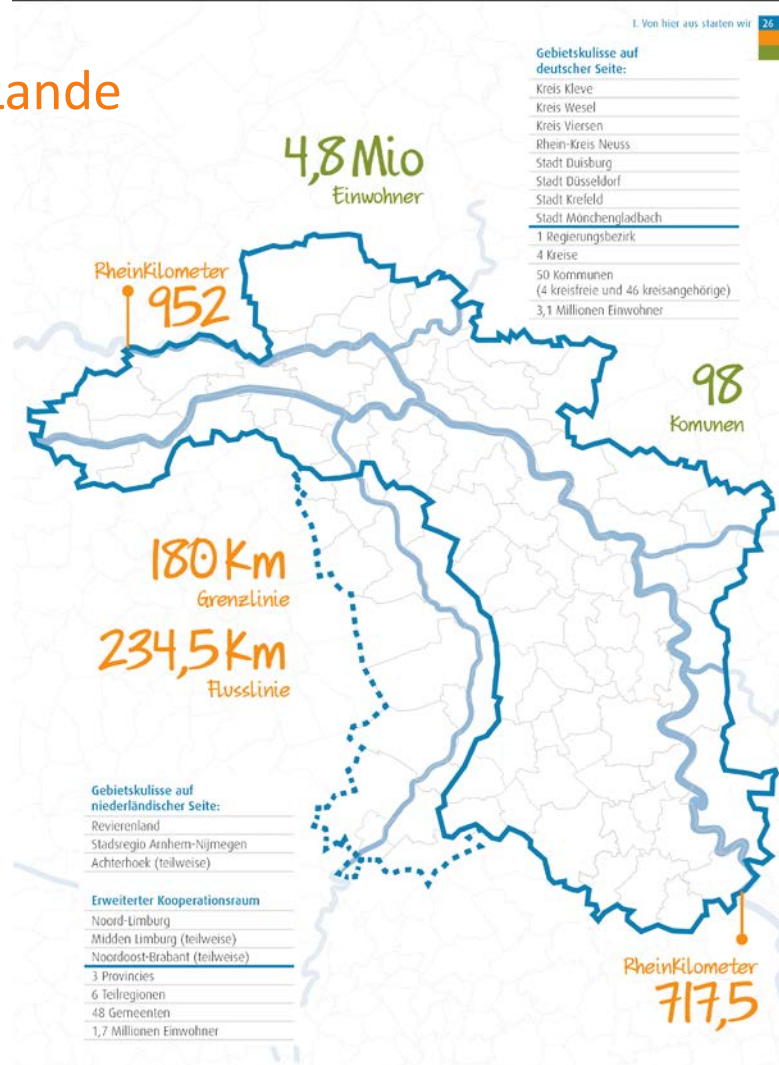 I. Von hier aus starten wir 26
Lande
Gebietskulisse auf
deutscher Seite:
Kreis Kleve
Kreis Wesel
Kreis Viersen
Rhein-Kreis Neuss
Stadt Duisburg
Stadt Düsseldorf
Stadt Krefeld
Stadt Mönchengladbach
1 Regierungsbezirk
4 Kreise
50 Kommunen
(4 kreisfreie und 46 kreisangehörige)
3,1 Millionen Einwohner
4,8 Mio
Einwohner
RheinKilometer
952
98
Komunen
180 Km
Grenzlinie
234,5 Km
Flusslinie
Gebietskulisse auf
niederländischer Seite:
Revierenland
Stadsregio Arnhem-Nijmegen
Achterhoek (teilweise)
Erweiterter Kooperationsraum
Noord-Limburg
Midden Limburg (teilweise)
Noordoost-Brabant (teilweise)
3 Provincies
6 Teilregionen
48 Gemeenten
1,7 Millionen Einwohner
RheinKilometer
717,5